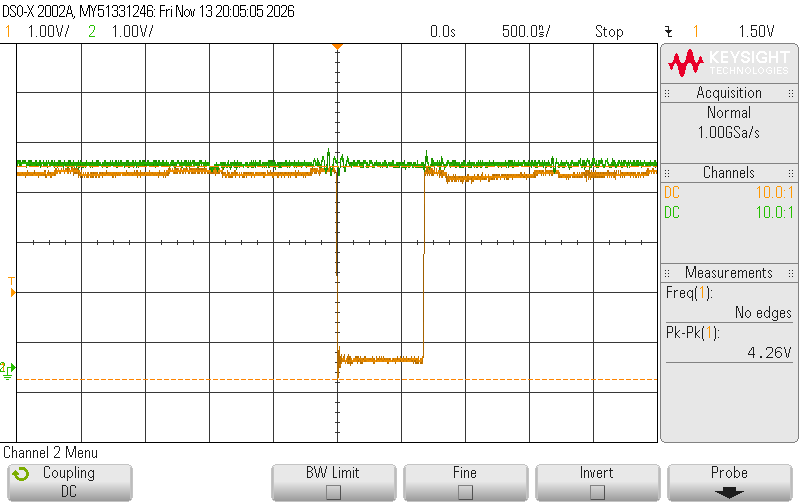 DSO-X 2002A, MY51331246: Fri Nov 13 20:05:05 2026
1 1.00V/ 2 1.00V/ 0.0s 500.0ns/ Stop 1 1.50V
KEYSIGHT
TECHNOLOGIES
Acquisition
Normal
1.00GSa/s
Channels
DC 10.0:1
DC 10.0:1
Measurements
Freq(1):
No edges
Pk-Pk(1):
4.26V
T
2
Channel 2 Menu
Coupling
DC
BW Limit
Fine
Invert
Probe